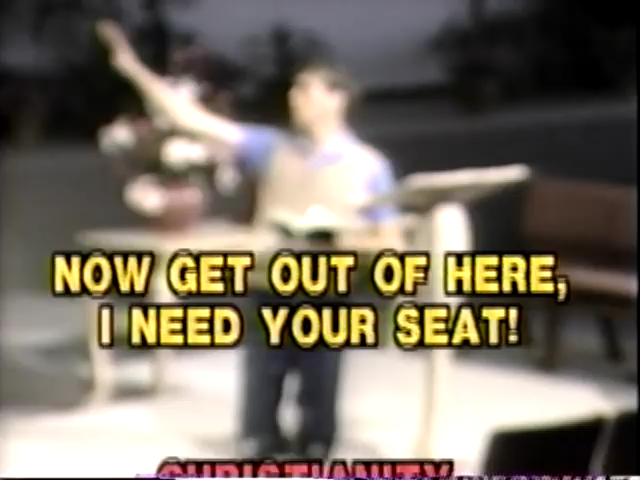 NOW GET OUT OF HERE,
I NEED YOUR SEAT!
CHRISTIANITY